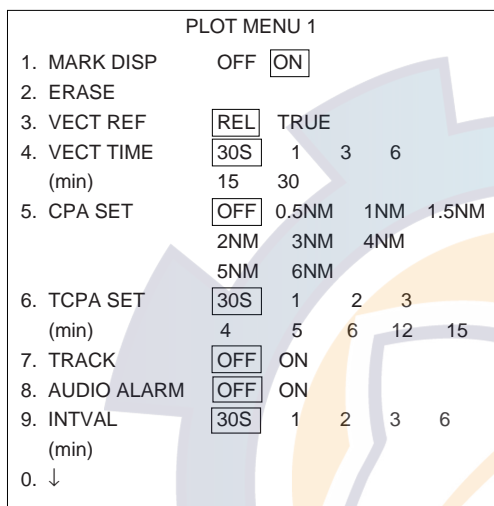 PLOT MENU 1
1. MARK DISP OFF ON
2. ERASE
3. VECT REF REL TRUE
4. VECT TIME 30S 1 3 6
(min) 15 30
5. CPA SET OFF 0.5NM 1NM 1.5NM
2NM 3NM 4NM
5NM 6NM
6. TCPA SET 30S 1 2 3
(min) 4 5 6 12 15
7. TRACK OFF ON
8. AUDIO ALARM OFF ON
9. INTVAL 30S 1 2 3 6
(min)
0. ↓